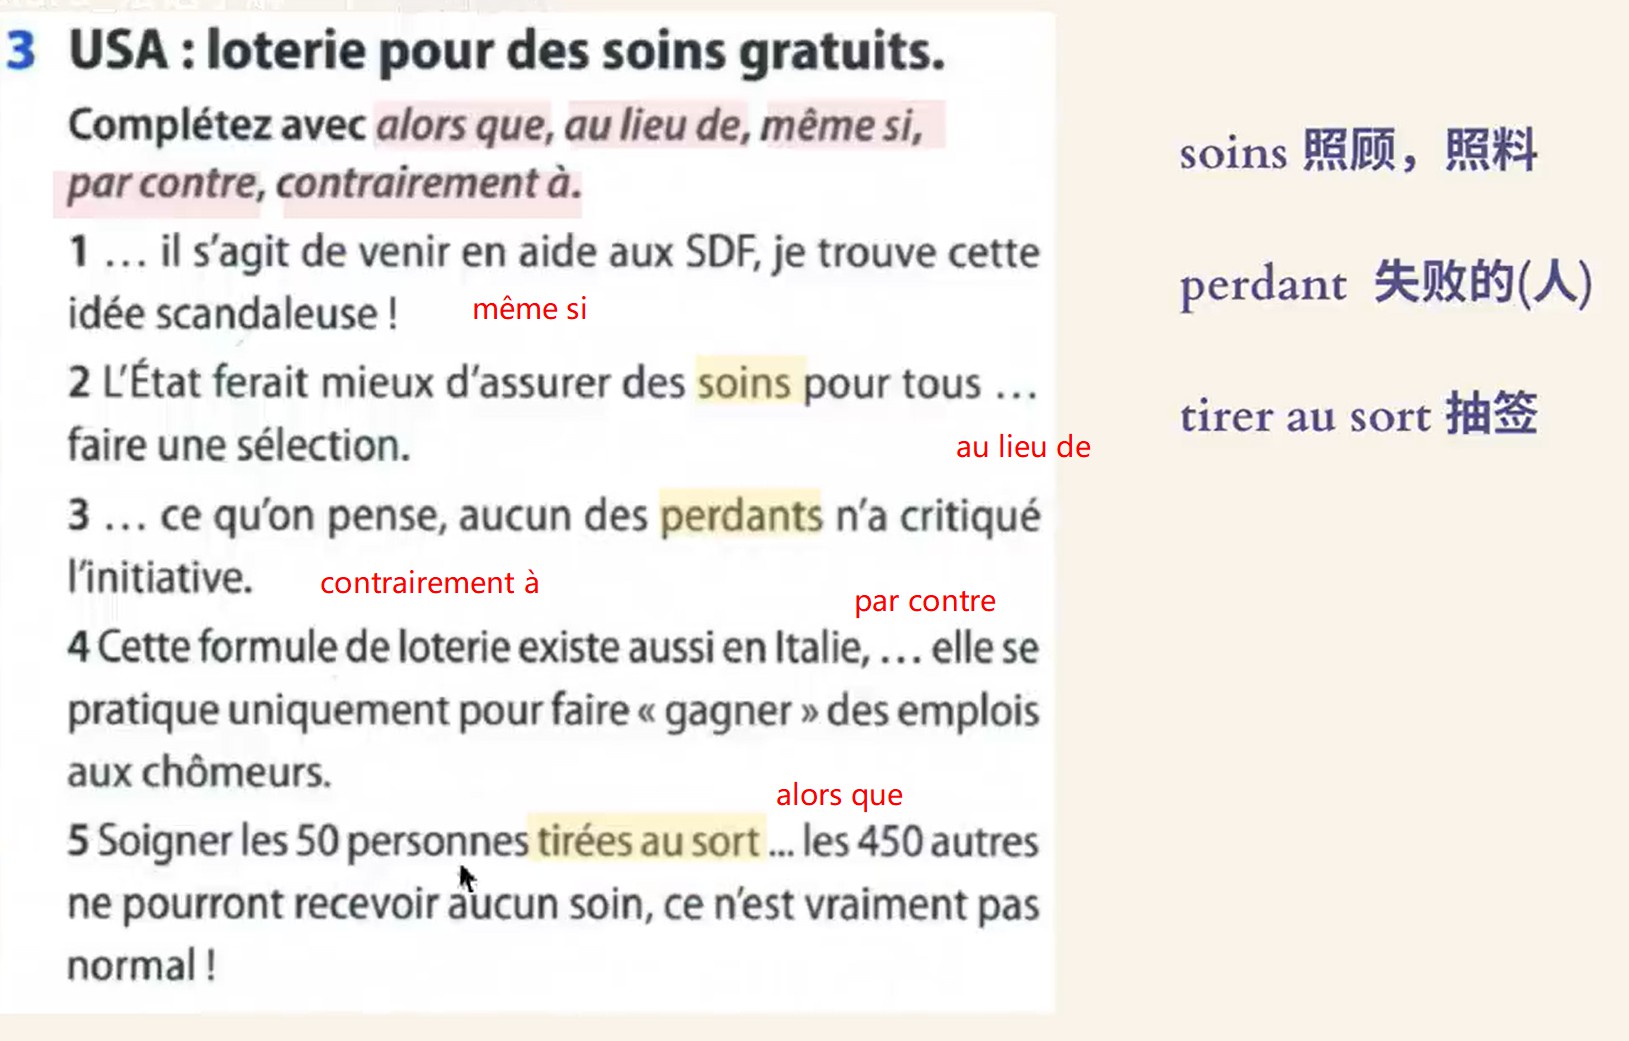 3 USA : loterie pour des soins gratuits.
Complétez avec alors que, au lieu de, même si,
par contre, contrairement à.
1 … il s’agit de venir en aide aux SDF, je trouve cette
idée scandaleuse !
même si
2 L’État ferait mieux d’assurer des soins pour tous …
faire une sélection.
au lieu de
3 … ce qu’on pense, aucun des perdants n’a critiqué
l’initiative.
contrairement à
par contre
4 Cette formule de loterie existe aussi en Italie, … elle se
pratique uniquement pour faire « gagner » des emplois
aux chômeurs.
alors que
5 Soigner les 50 personnes tirées au sort ... les 450 autres
ne pourront recevoir aucun soin, ce n’est vraiment pas
normal !
soins 照顾，照料
perdant 失败的(人)
tirer au sort 抽签